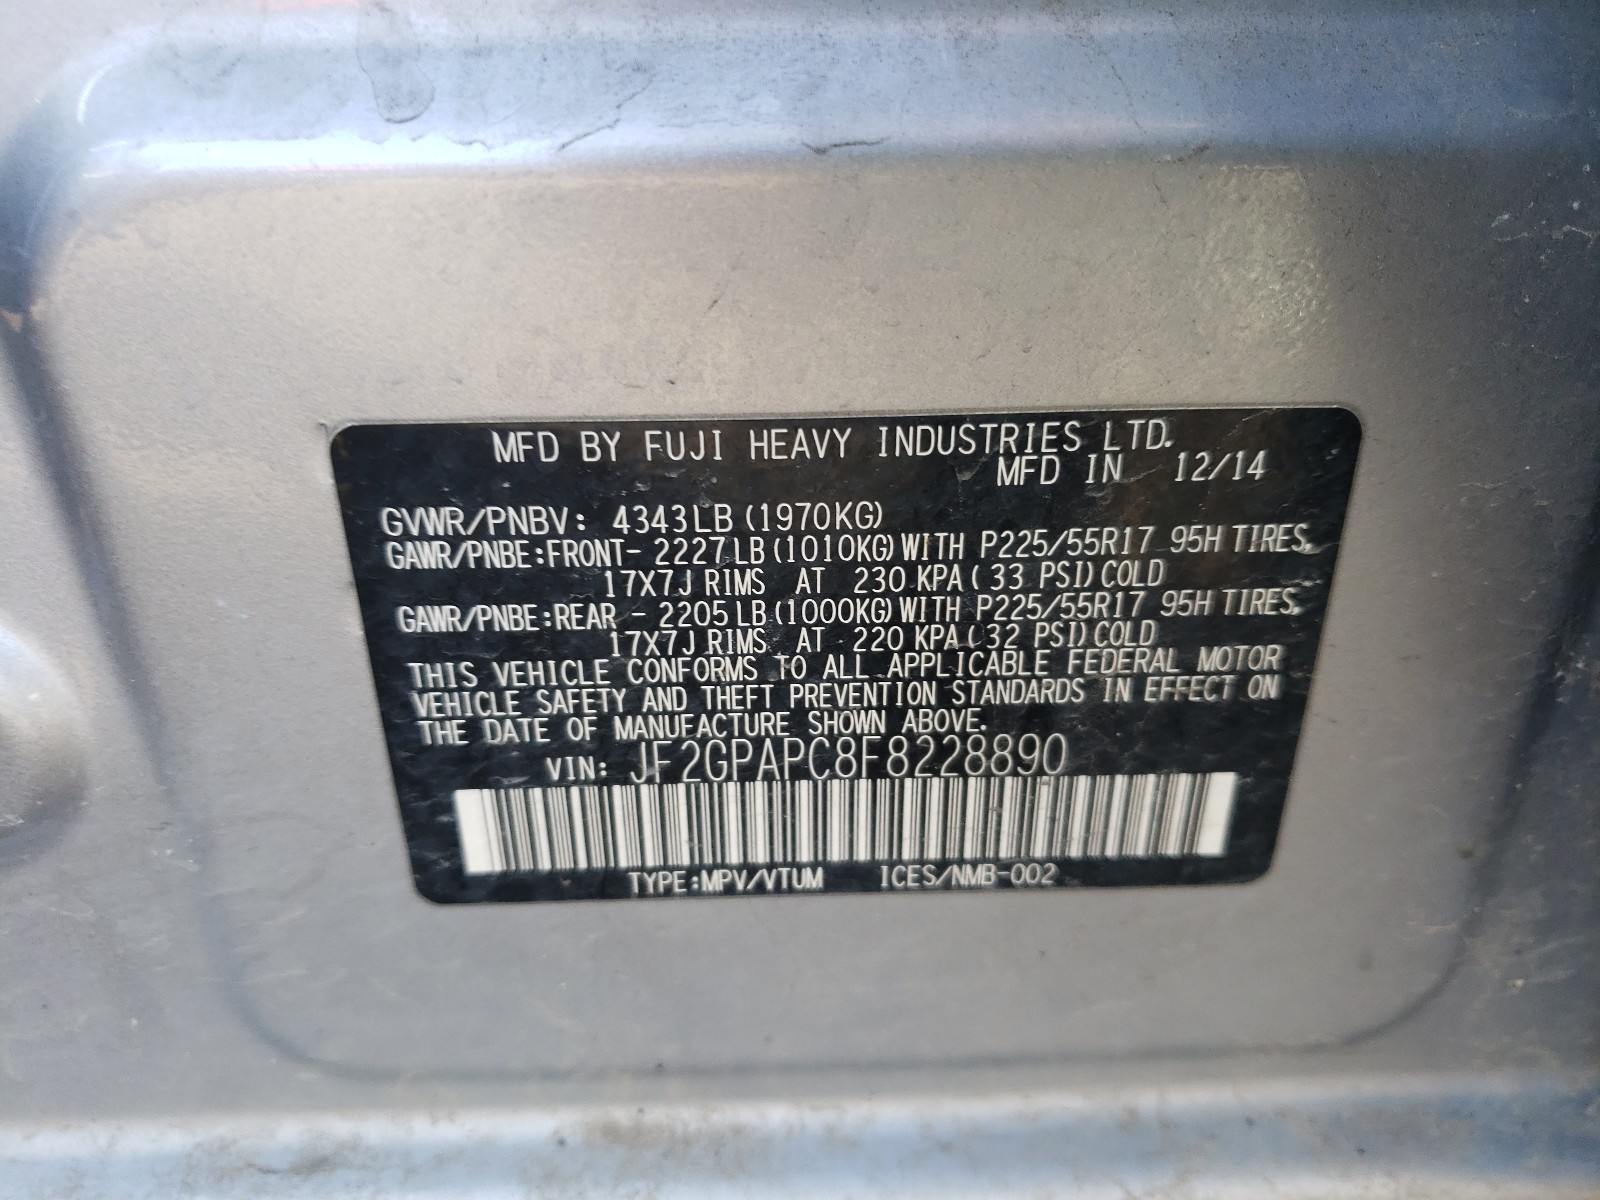 MFD BY FUJI HEAVY INDUSTRIES LTD.
MFD IN 12/14
GVWR/PNBV: 4343LB (1970KG)
GAWR/PNBE:FRONT- 2227LB (1010KG) WITH P225/55R17 95H TIRES,
17X7J RIMS AT 230 KPA (33 PSI) COLD
GAWR/PNBE:REAR - 2205LB (1000KG) WITH P225/55R17 95H TIRES,
17X7J RIMS AT 220 KPA (32 PSI) COLD
THIS VEHICLE CONFORMS TO ALL APPLICABLE FEDERAL MOTOR
VEHICLE SAFETY AND THEFT PREVENTION STANDARDS IN EFFECT ON
THE DATE OF MANUFACTURE SHOWN ABOVE.
VIN: JF2GPAPC8F8228890
TYPE:MPV/VTUM ICES/NMB-002